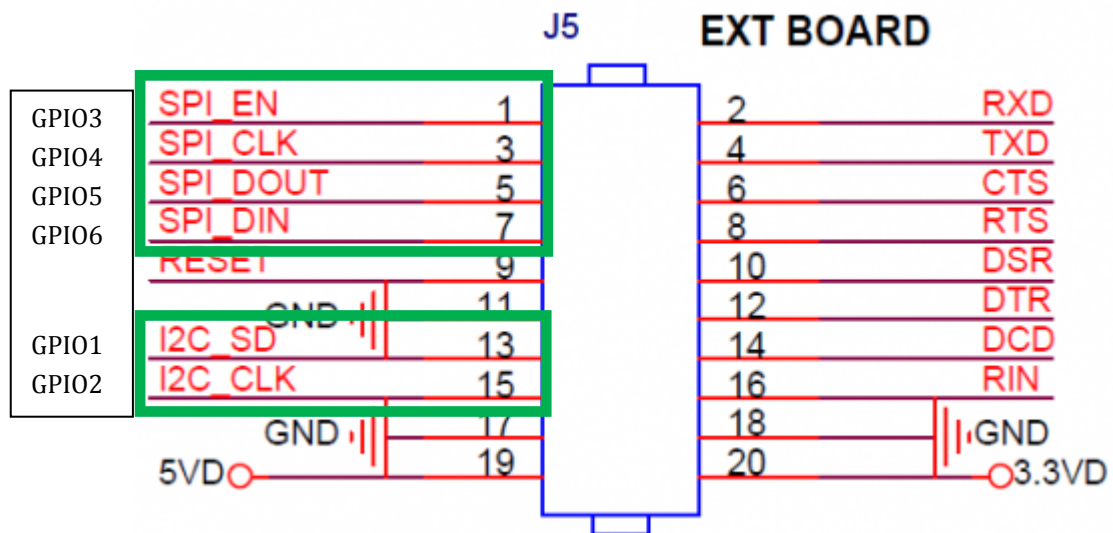 J5 EXT BOARD
GPIO3 SPI_EN 1 2 RXD
GPIO4 SPI_CLK 3 4 TXD
GPIO5 SPI_DOUT 5 6 CTS
GPIO6 SPI_DIN 7 8 RTS
RESET 9 10 DSR
GND 11 12 DTR
GPIO1 I2C_SD 13 14 DCD
GPIO2 I2C_CLK 15 16 RIN
GND 17 18 GND
5VD 19 20 3.3VD